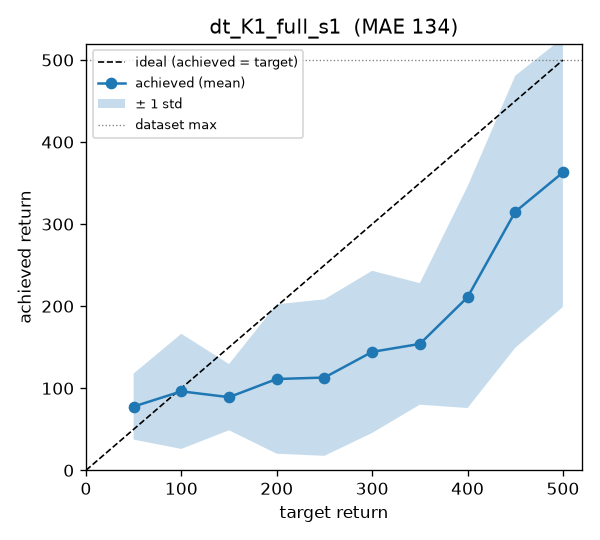 dt_K1_full_s1  (MAE 134)
ideal (achieved = target)
achieved (mean)
± 1 std
dataset max
500
400
300
200
100
0
achieved return
0 100 200 300 400 500
target return